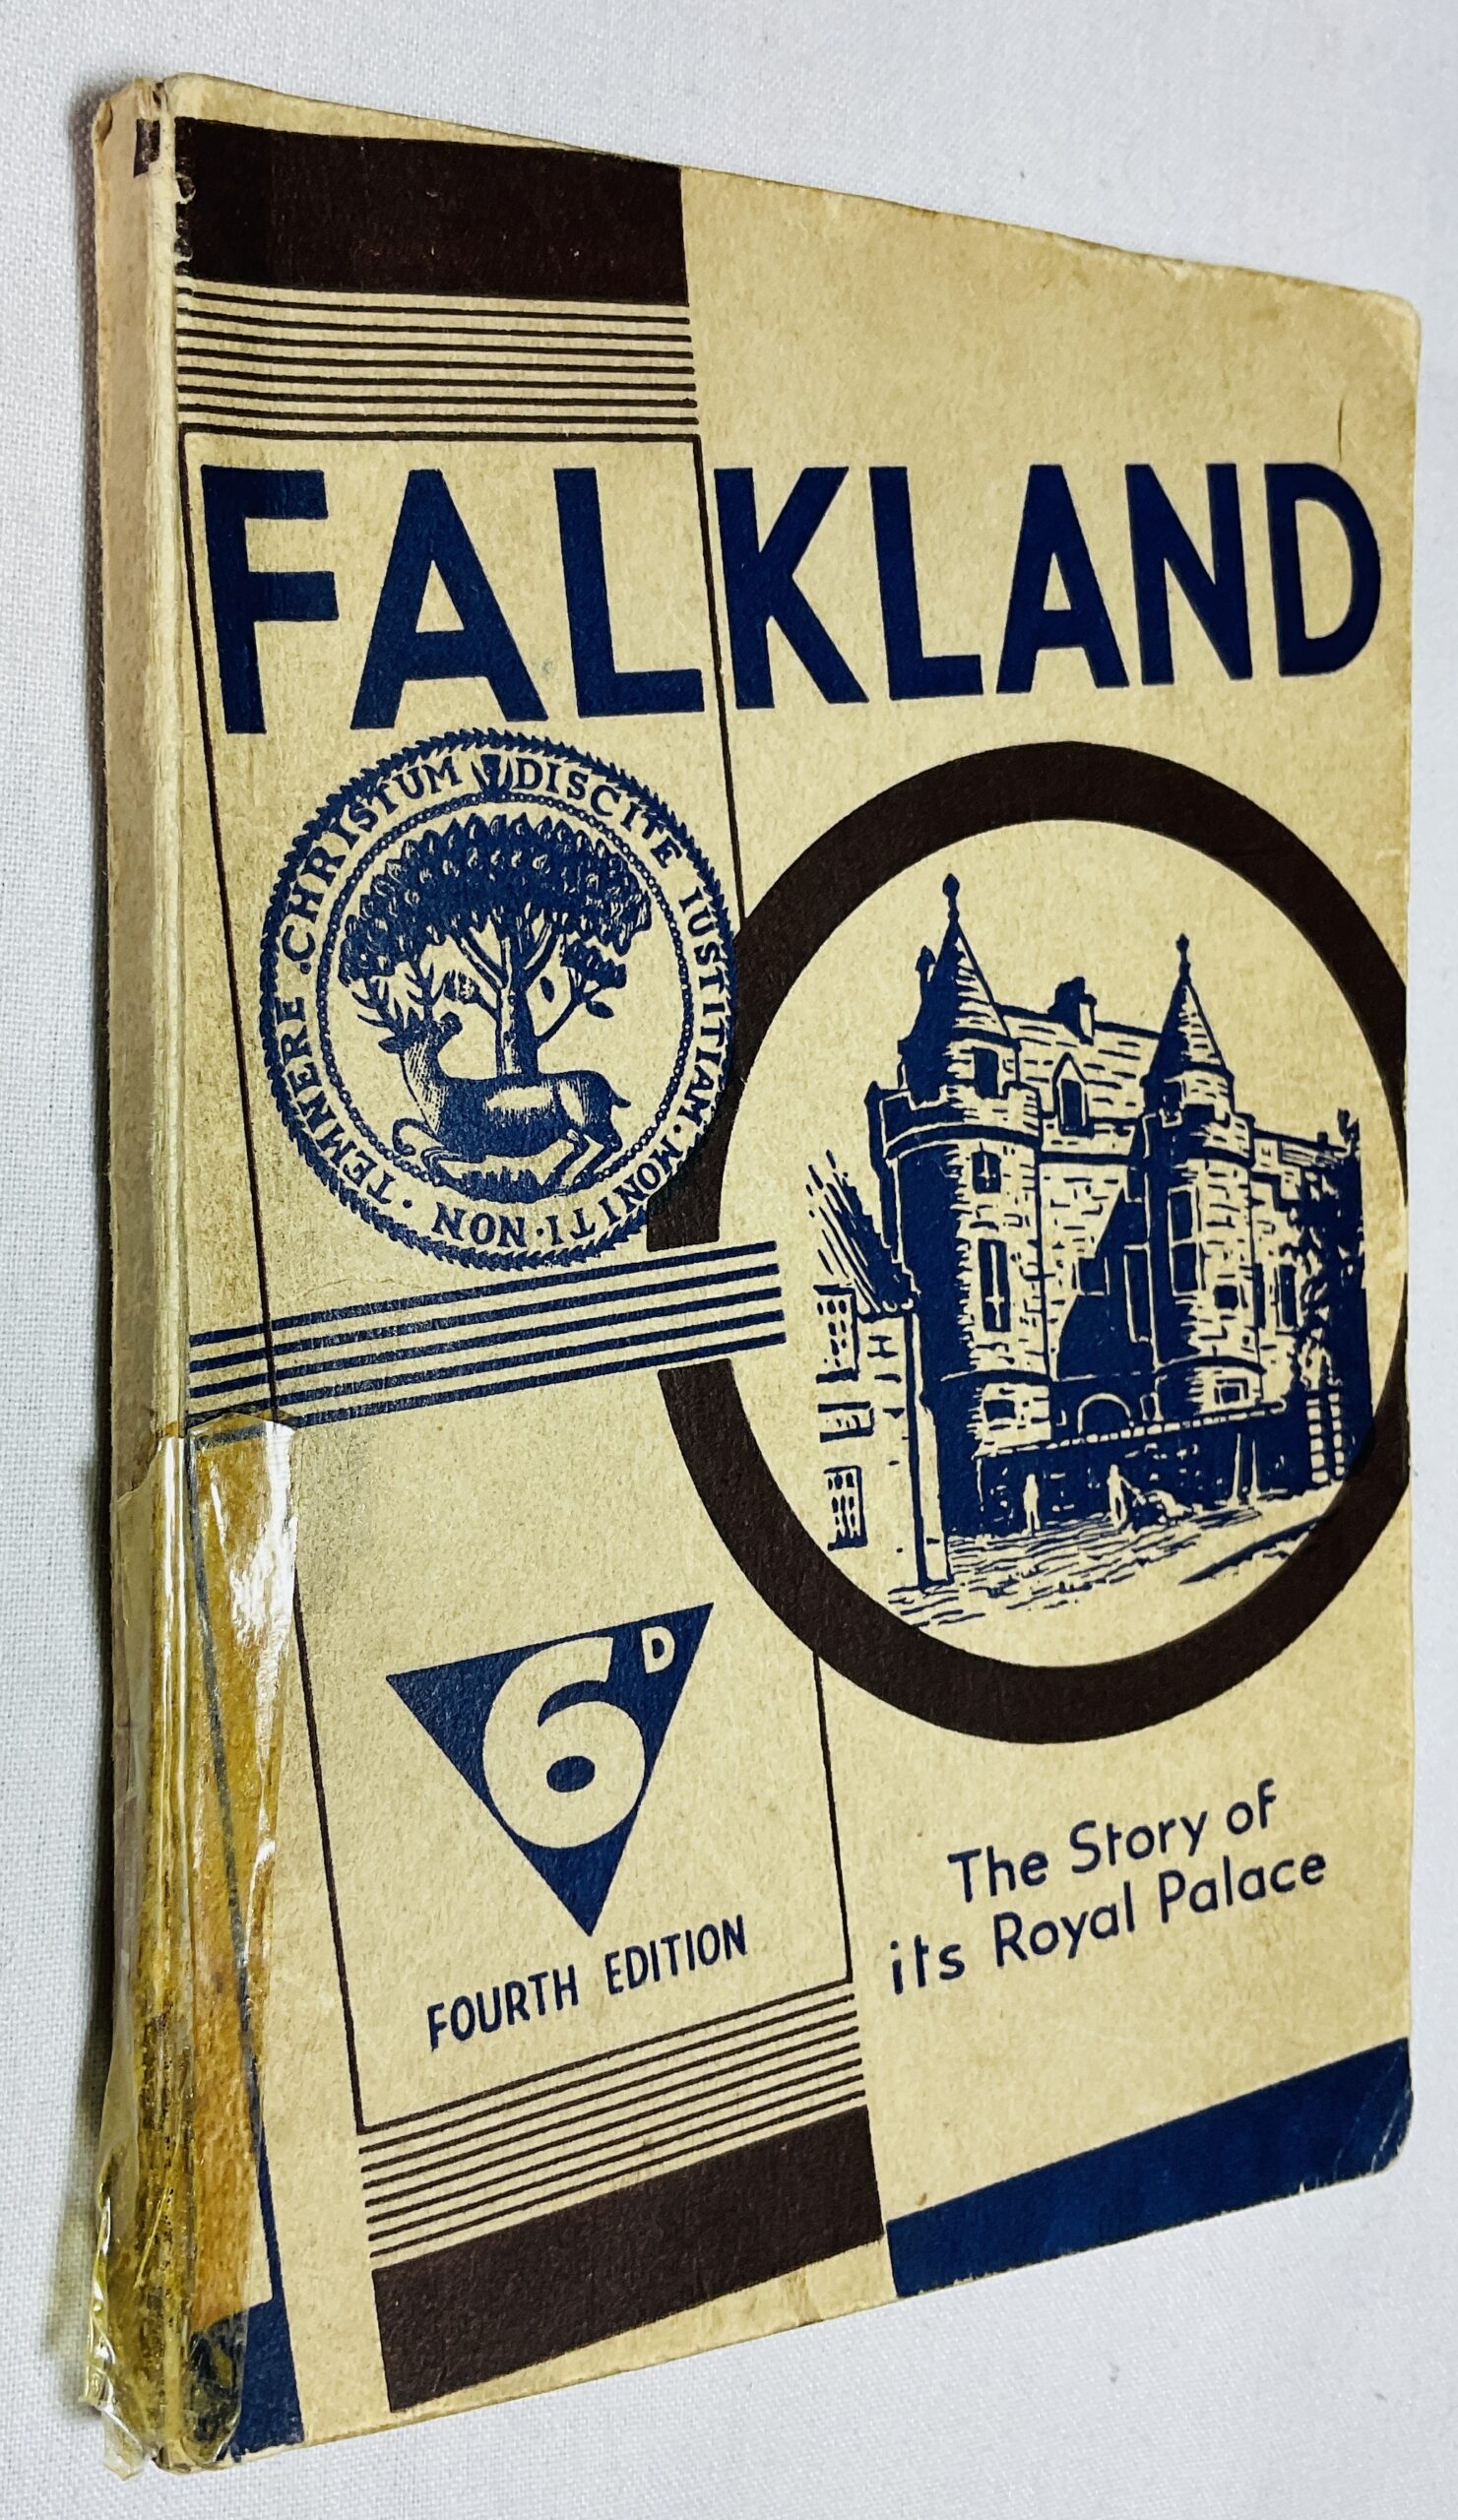 FALKLAND
DISCITE IUSTITIAM · MONITI · NON · TEMNERE · CHRISTUM
6D
FOURTH EDITION
The Story of
its Royal Palace